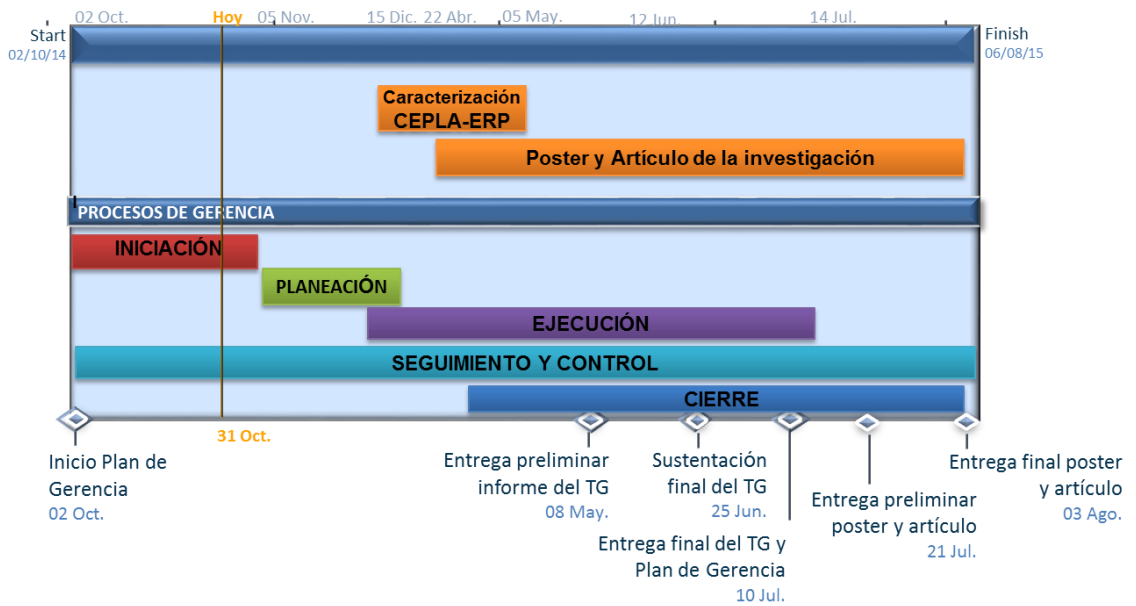 02 Oct.
Hoy
05 Nov.
15 Dic.
22 Abr.
05 May.
12 Jun.
14 Jul.
Start
02/10/14
Finish
06/08/15
Caracterización
CEPLA-ERP
Poster y Artículo de la investigación
PROCESOS DE GERENCIA
INICIACIÓN
PLANEACIÓN
EJECUCIÓN
SEGUIMIENTO Y CONTROL
CIERRE
31 Oct.
Inicio Plan de
Gerencia
02 Oct.
Entrega preliminar
informe del TG
08 May.
Sustentación
final del TG
25 Jun.
Entrega final del TG y
Plan de Gerencia
10 Jul.
Entrega preliminar
poster y artículo
21 Jul.
Entrega final poster
y artículo
03 Ago.